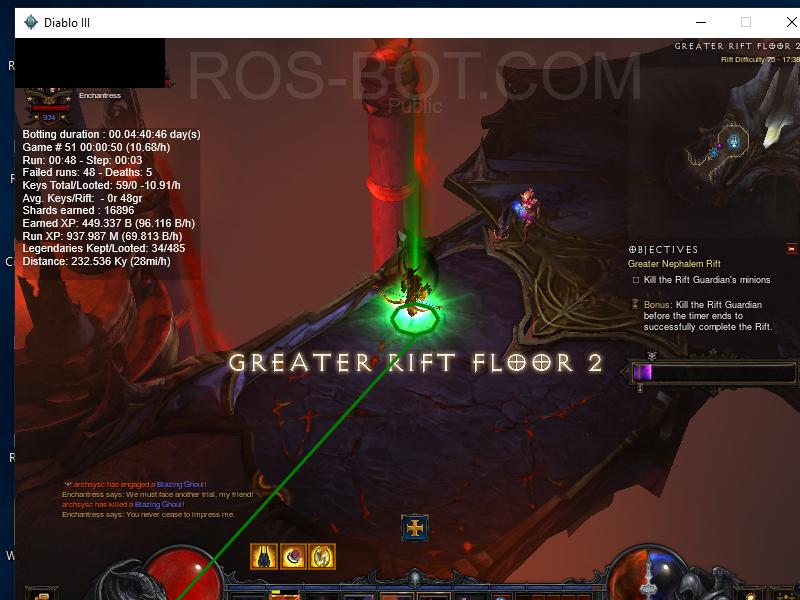 Diablo III
GREATER RIFT FLOOR 2
Rift Difficulty 75 - 17:38
ROS-BOT.COM
Public
Enchantress
934
Botting duration : 00.04:40:46 day(s)
Game # 51 00:00:50 (10.68/h)
Run: 00:48 - Step: 00:03
Failed runs: 48 - Deaths: 5
Keys Total/Looted: 59/0 -10.91/h
Avg. Keys/Rift:  - 0r 48gr
Shards earned : 16896
Earned XP: 449.337 B (96.116 B/h)
Run XP: 937.987 M (69.813 B/h)
Legendaries Kept/Looted: 34/485
Distance: 232.536 Ky (28mi/h)
OBJECTIVES
Greater Nephalem Rift
Kill the Rift Guardian's minions
Bonus: Kill the Rift Guardian
before the timer ends to
successfully complete the Rift.
GREATER RIFT FLOOR 2
archsysc has engaged a Blazing Ghoul!
Enchantress says: We must face another trial, my friend!
archsysc has killed a Blazing Ghoul!
Enchantress says: You never cease to impress me.